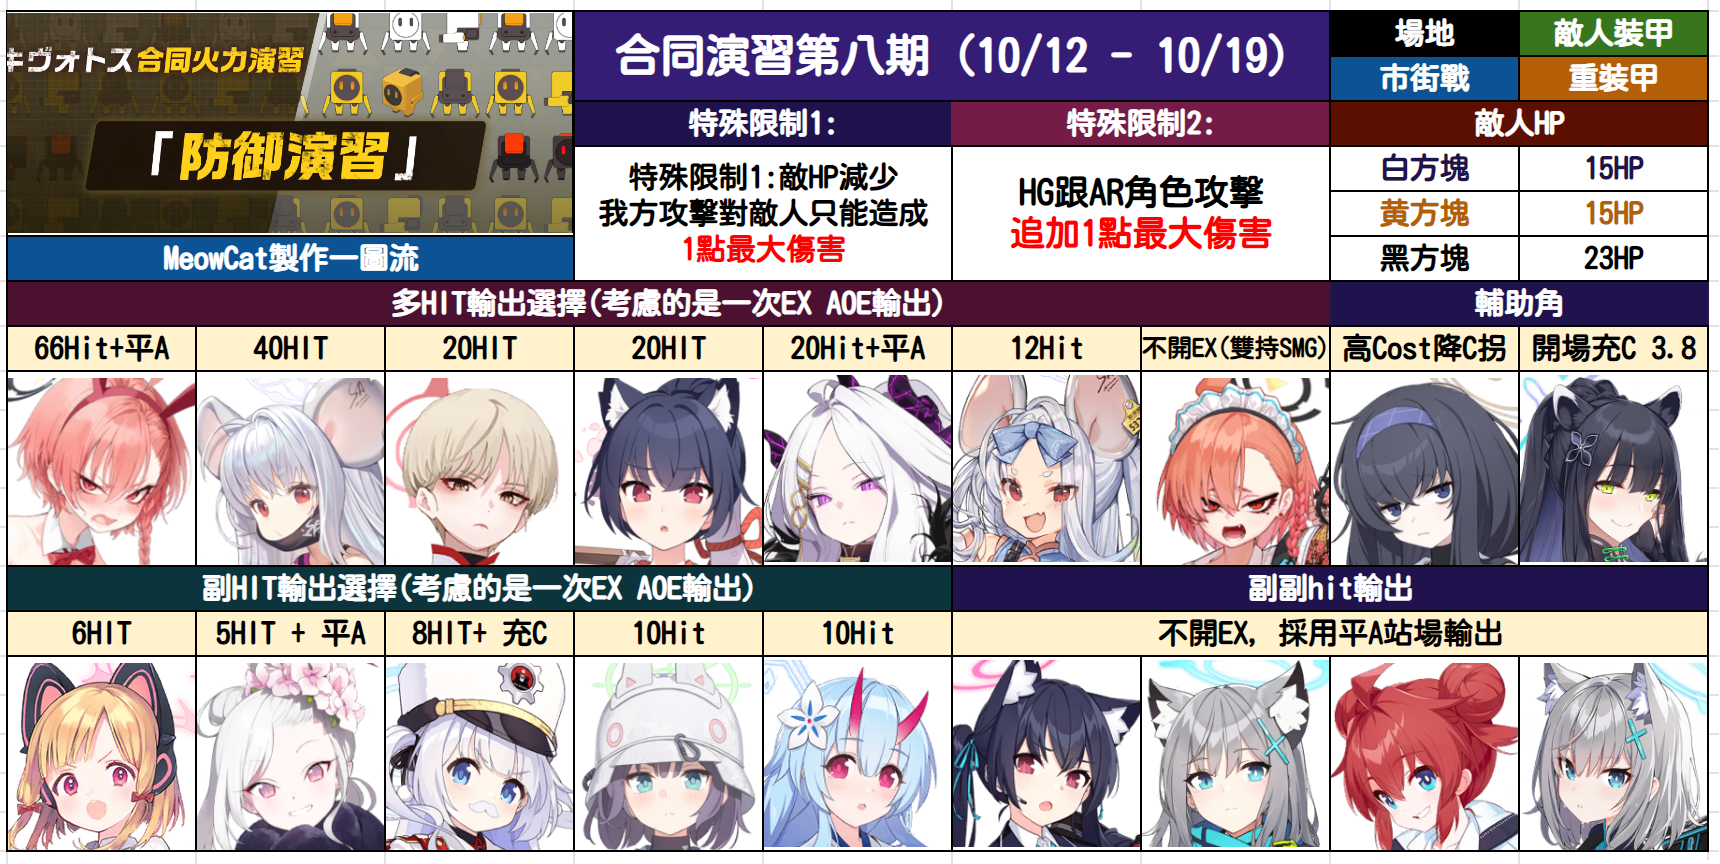 キヴォトス合同火力演習
「防御演習」
MeowCat製作一圖流
合同演習第八期 (10/12 - 10/19)
場地
敵人裝甲
市街戰
重裝甲
特殊限制1:
特殊限制2:
敵人HP
特殊限制1:敵HP減少
我方攻擊對敵人只能造成
1點最大傷害
HG跟AR角色攻擊
追加1點最大傷害
白方塊
15HP
黄方塊
15HP
黑方塊
23HP
多HIT輸出選擇(考慮的是一次EX AOE輸出)
輔助角
66Hit+平A
40HIT
20HIT
20HIT
20Hit+平A
12Hit
不開EX(雙持SMG)
高Cost降C拐
開場充C 3.8
副HIT輸出選擇(考慮的是一次EX AOE輸出)
副副hit輸出
6HIT
5HIT + 平A
8HIT+ 充C
10Hit
10Hit
不開EX, 採用平A站場輸出